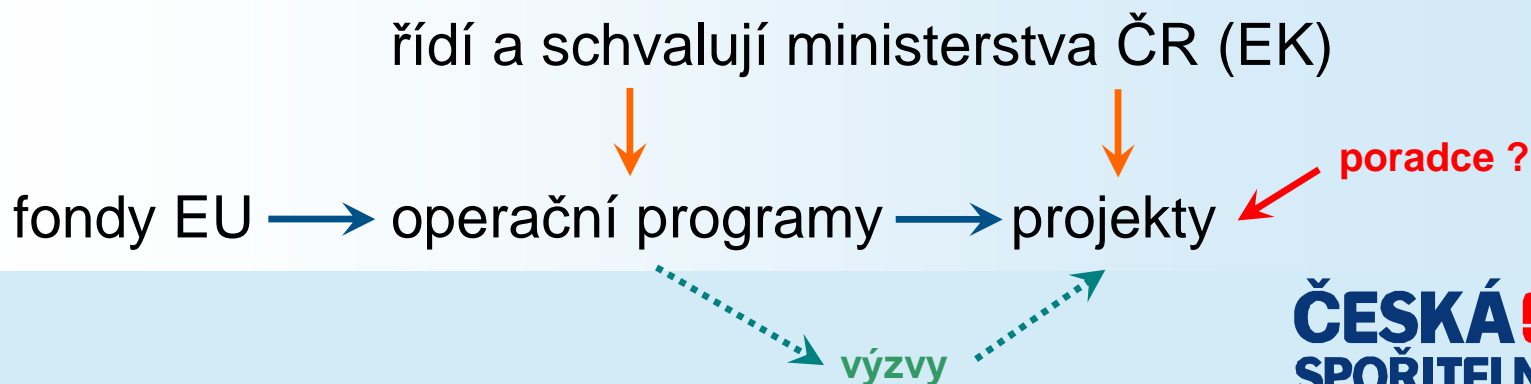 řídí a schvalují ministerstva ČR (EK)
poradce ?
fondy EU operační programy projekty
výzvy
ČESKÁ